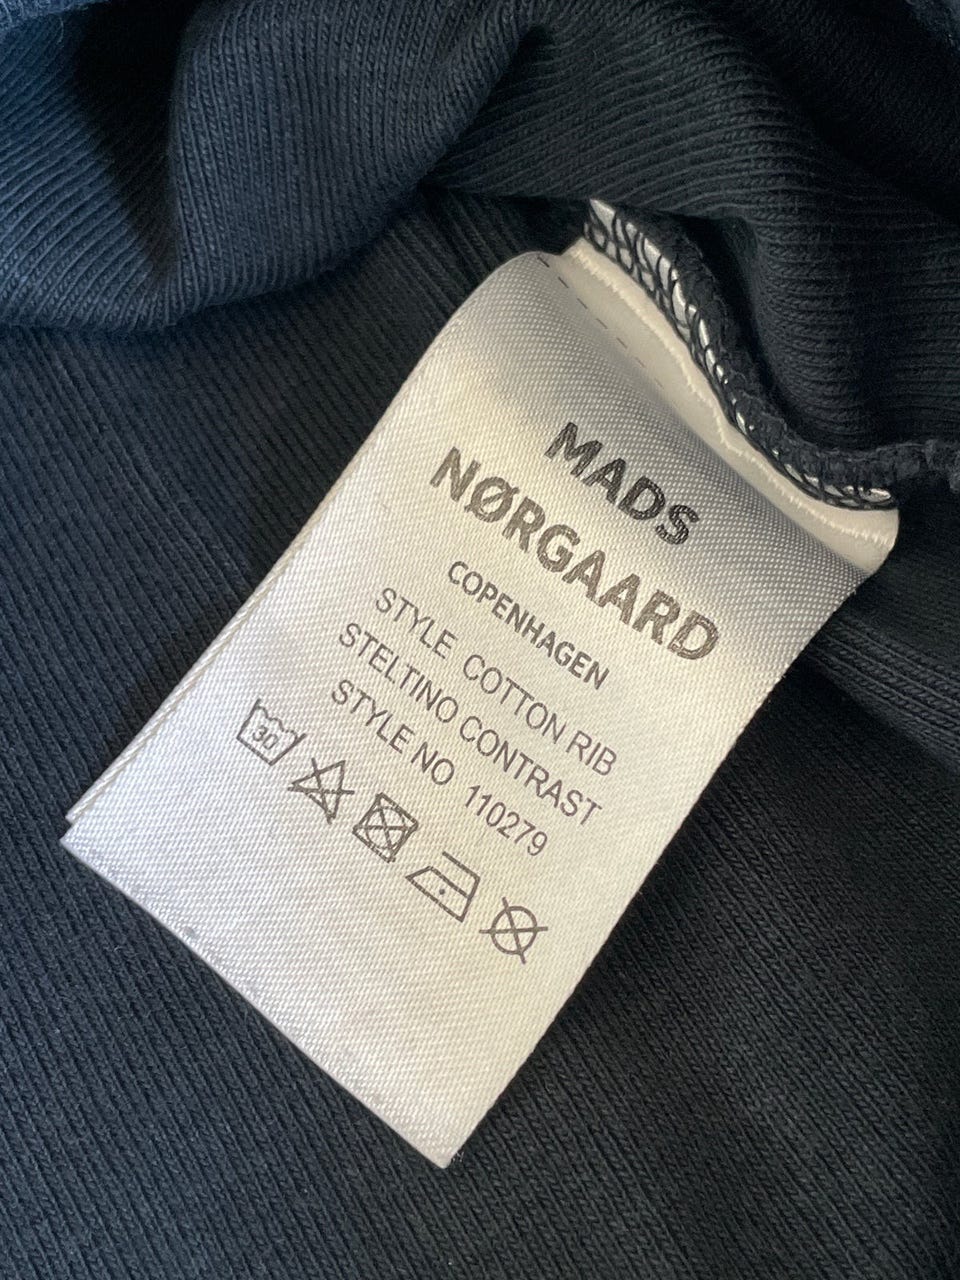 MADS
NØRGAARD
COPENHAGEN
STYLE COTTON RIB
STELTINO CONTRAST
STYLE NO 110279
30